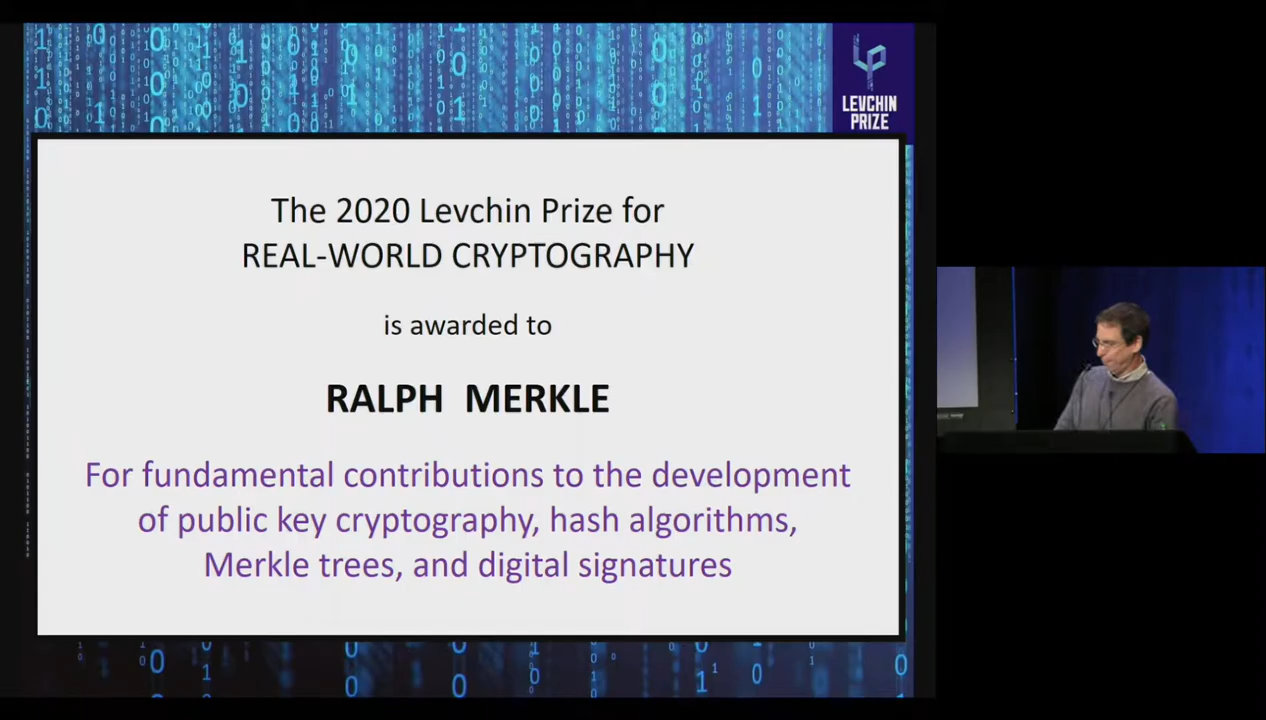 LEVCHIN
PRIZE
The 2020 Levchin Prize for
REAL-WORLD CRYPTOGRAPHY
is awarded to
RALPH MERKLE
For fundamental contributions to the development
of public key cryptography, hash algorithms,
Merkle trees, and digital signatures